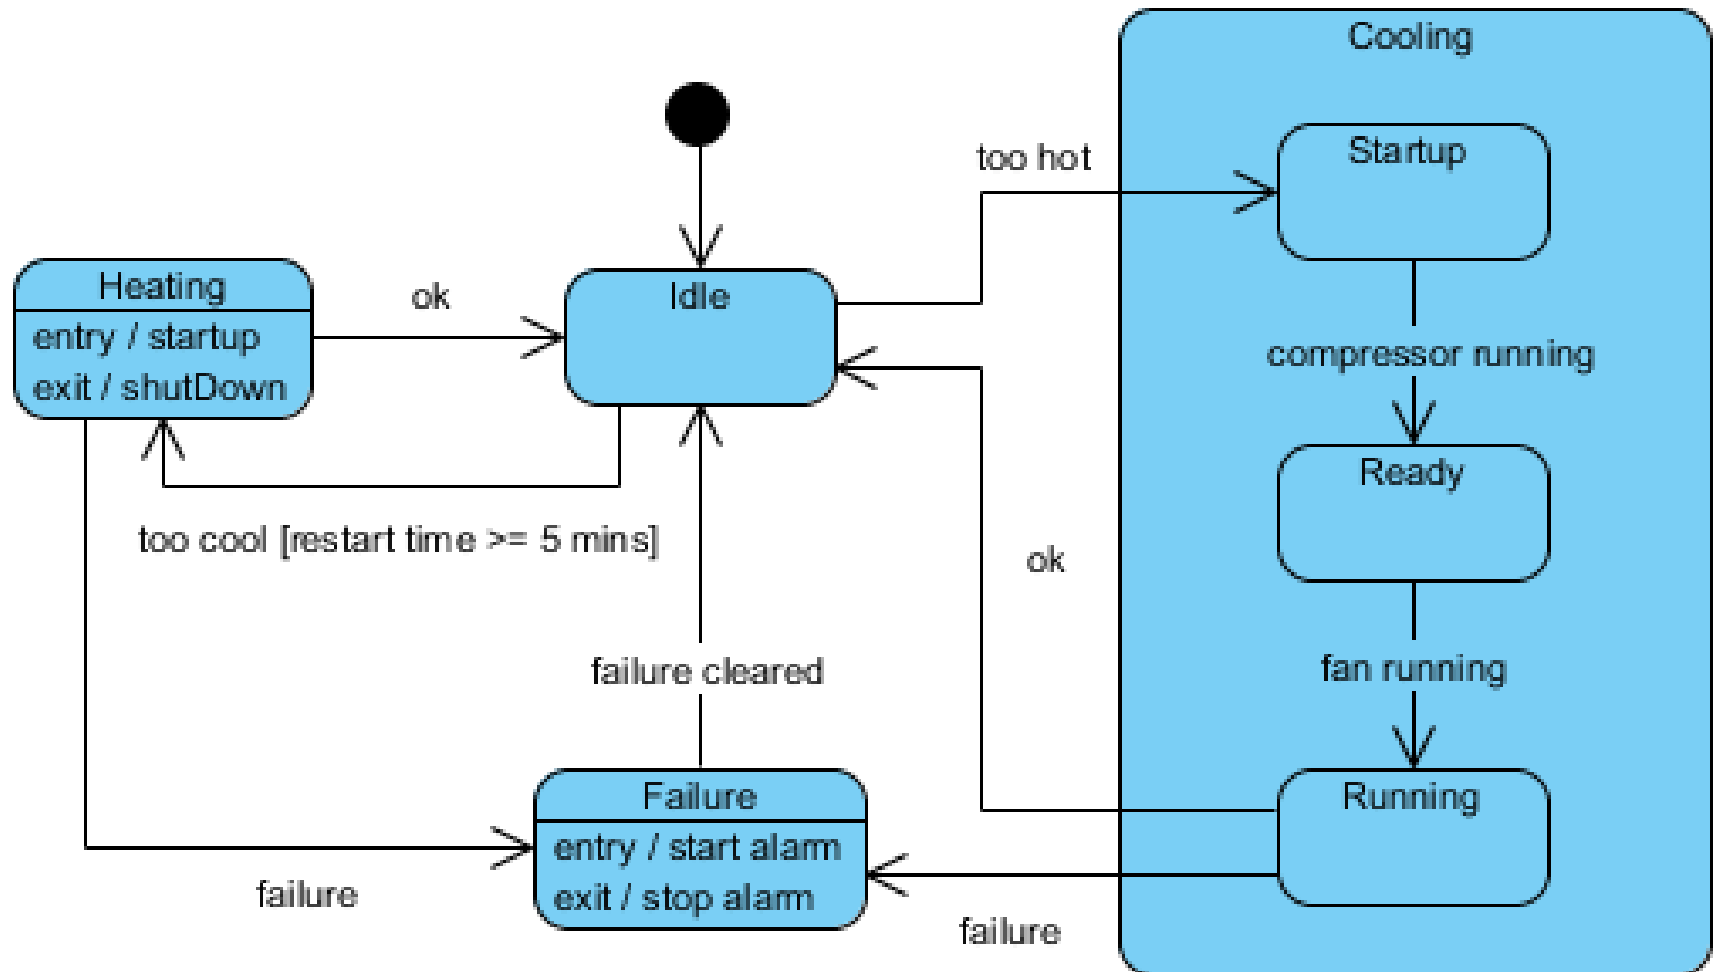 Cooling
Startup
too hot
Heating
entry / startup
exit / shutDown
ok
Idle
compressor running
Ready
too cool [restart time >= 5 mins]
ok
failure cleared
fan running
Failure
entry / start alarm
exit / stop alarm
Running
failure
failure